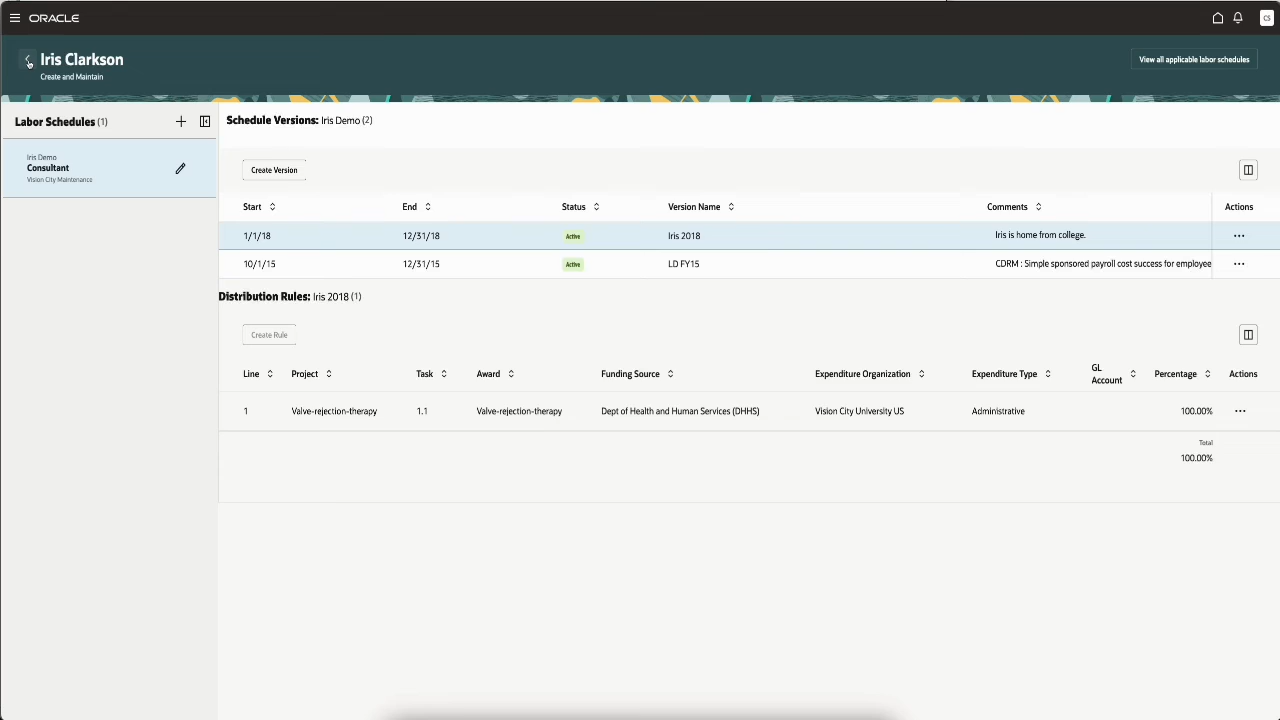 ORACLE
CS
Iris Clarkson
Create and Maintain
View all applicable labor schedules
Labor Schedules (1)
Iris Demo
Consultant
Vision City Maintenance
Schedule Versions: Iris Demo (2)
Create Version
Start End Status Version Name Comments Actions
1/1/18 12/31/18 Active Iris 2018 Iris is home from college.
10/1/15 12/31/15 Active LD FY15 CDRM : Simple sponsored payroll cost success for employee
Distribution Rules: Iris 2018 (1)
Create Rule
Line Project Task Award Funding Source Expenditure Organization Expenditure Type GL Account Percentage Actions
1 Valve-rejection-therapy 1.1 Valve-rejection-therapy Dept of Health and Human Services (DHHS) Vision City University US Administrative 100.00%
Total
100.00%